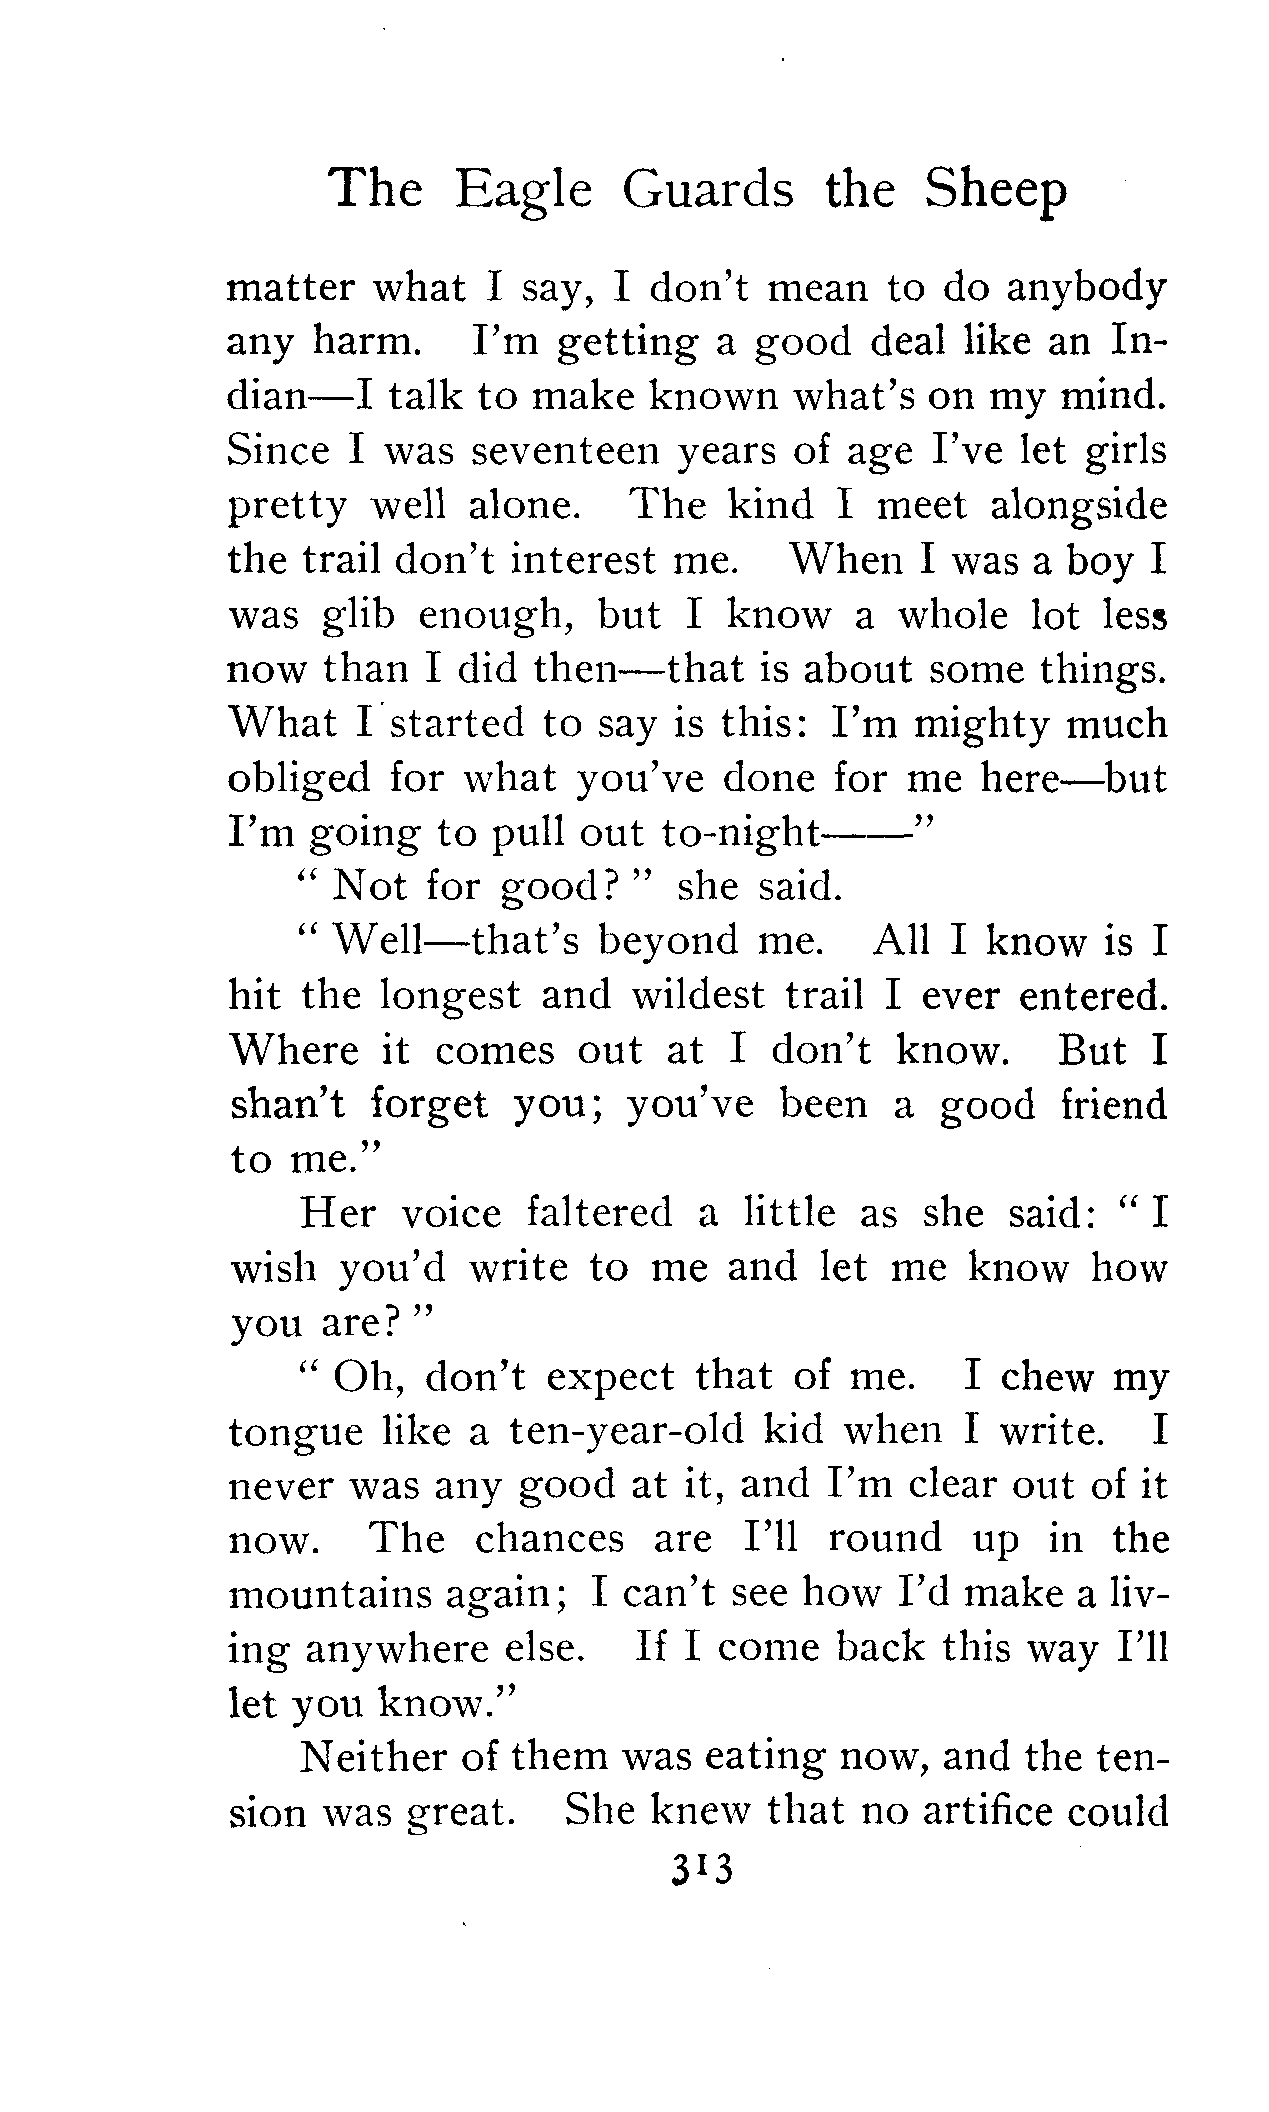 The Eagle Guards the Sheep
matter what I say, I don't mean to do anybody
any harm. I'm getting a good deal like an In-
dian—I talk to make known what's on my mind.
Since I was seventeen years of age I've let girls
pretty well alone. The kind I meet alongside
the trail don't interest me. When I was a boy I
was glib enough, but I know a whole lot less
now than I did then—that is about some things.
What I started to say is this: I'm mighty much
obliged for what you've done for me here—but
I'm going to pull out to-night——"
" Not for good? " she said.
" Well—that's beyond me. All I know is I
hit the longest and wildest trail I ever entered.
Where it comes out at I don't know. But I
shan't forget you; you've been a good friend
to me."
Her voice faltered a little as she said: " I
wish you'd write to me and let me know how
you are? "
" Oh, don't expect that of me. I chew my
tongue like a ten-year-old kid when I write. I
never was any good at it, and I'm clear out of it
now. The chances are I'll round up in the
mountains again; I can't see how I'd make a liv-
ing anywhere else. If I come back this way I'll
let you know."
Neither of them was eating now, and the ten-
sion was great. She knew that no artifice could
313